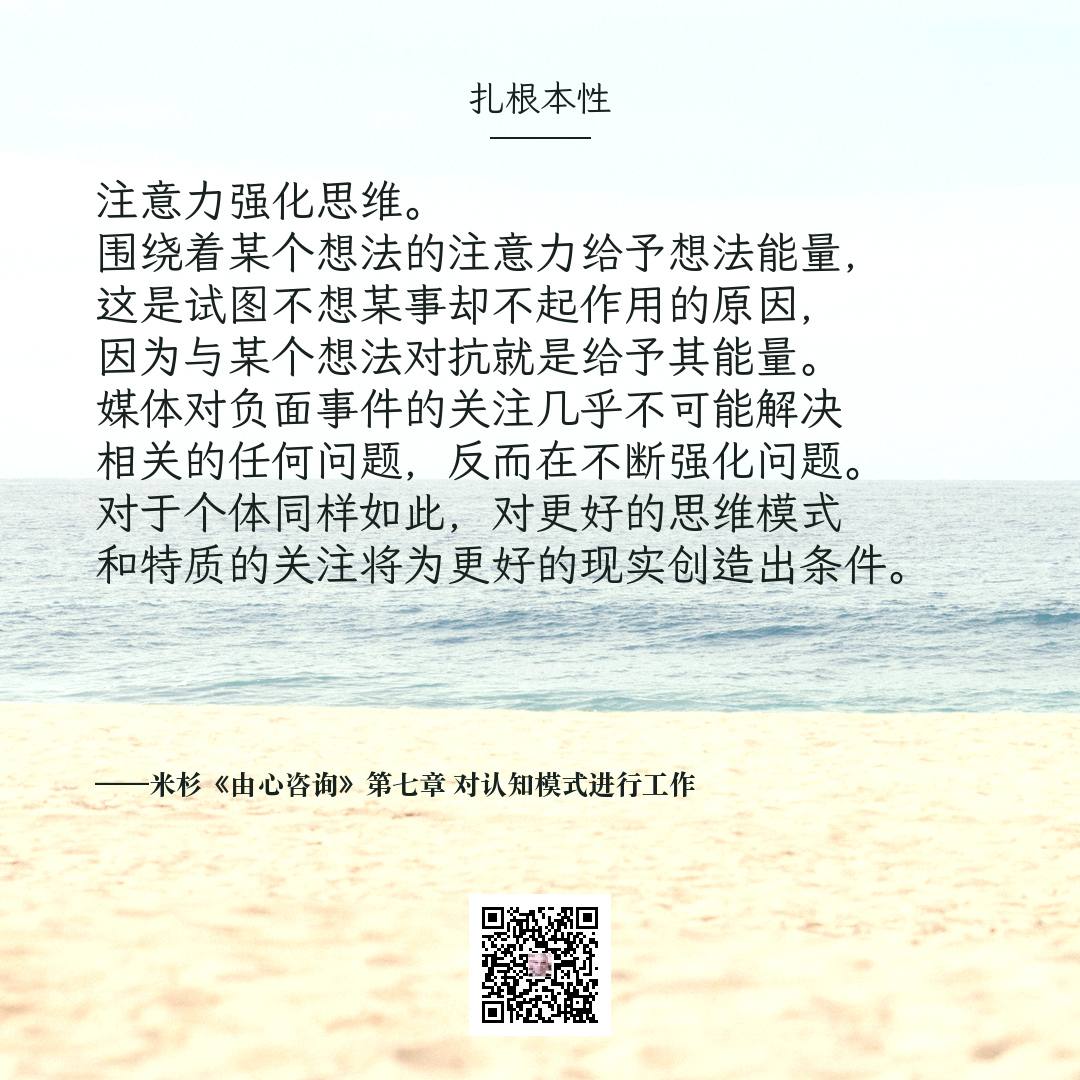 扎根本性
注意力强化思维。
围绕着某个想法的注意力给予想法能量，
这是试图不想某事却不起作用的原因，
因为与某个想法对抗就是给予其能量。
媒体对负面事件的关注几乎不可能解决
相关的任何问题，反而在不断强化问题。
对于个体同样如此，对更好的思维模式
和特质的关注将为更好的现实创造出条件。
——米杉《由心咨询》第七章 对认知模式进行工作